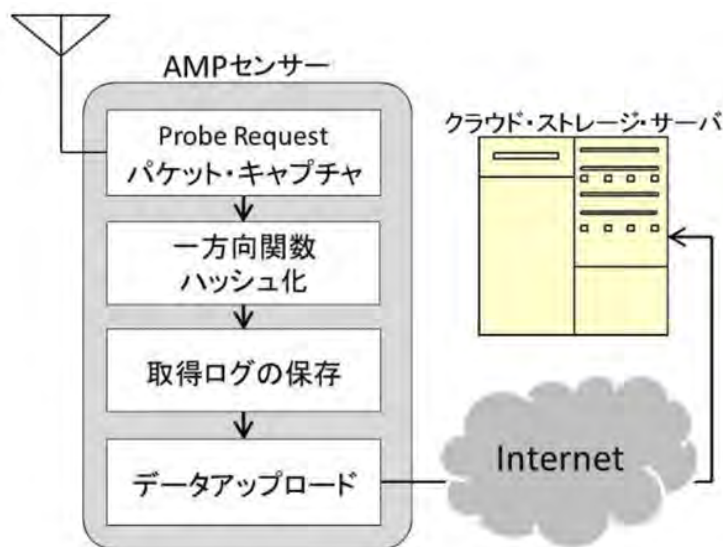 AMPセンサー
Probe Request
パケット・キャプチャ
一方向関数
ハッシュ化
取得ログの保存
データアップロード
クラウド・ストレージ・サーバ
Internet